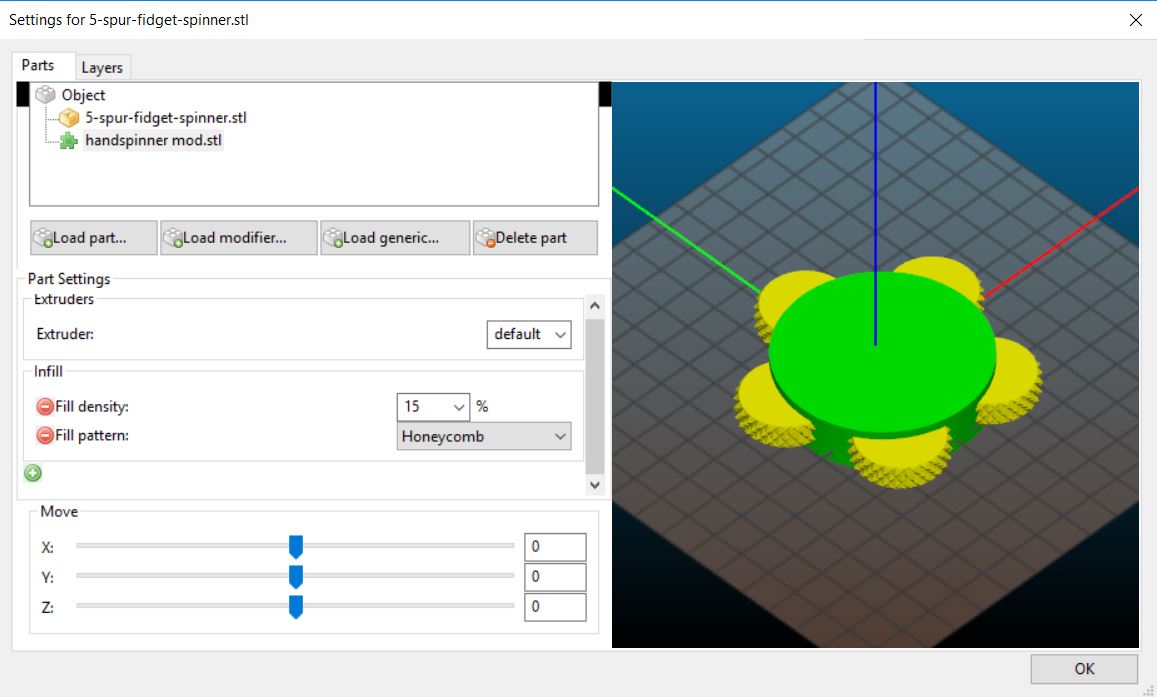 Settings for 5-spur-fidget-spinner.stl
Parts
Layers
Object
5-spur-fidget-spinner.stl
handspinner mod.stl
Load part...
Load modifier...
Load generic...
Delete part
Part Settings
Extruders
Extruder:
default
Infill
Fill density:
15
%
Fill pattern:
Honeycomb
Move
X:
0
Y:
0
Z:
0
OK